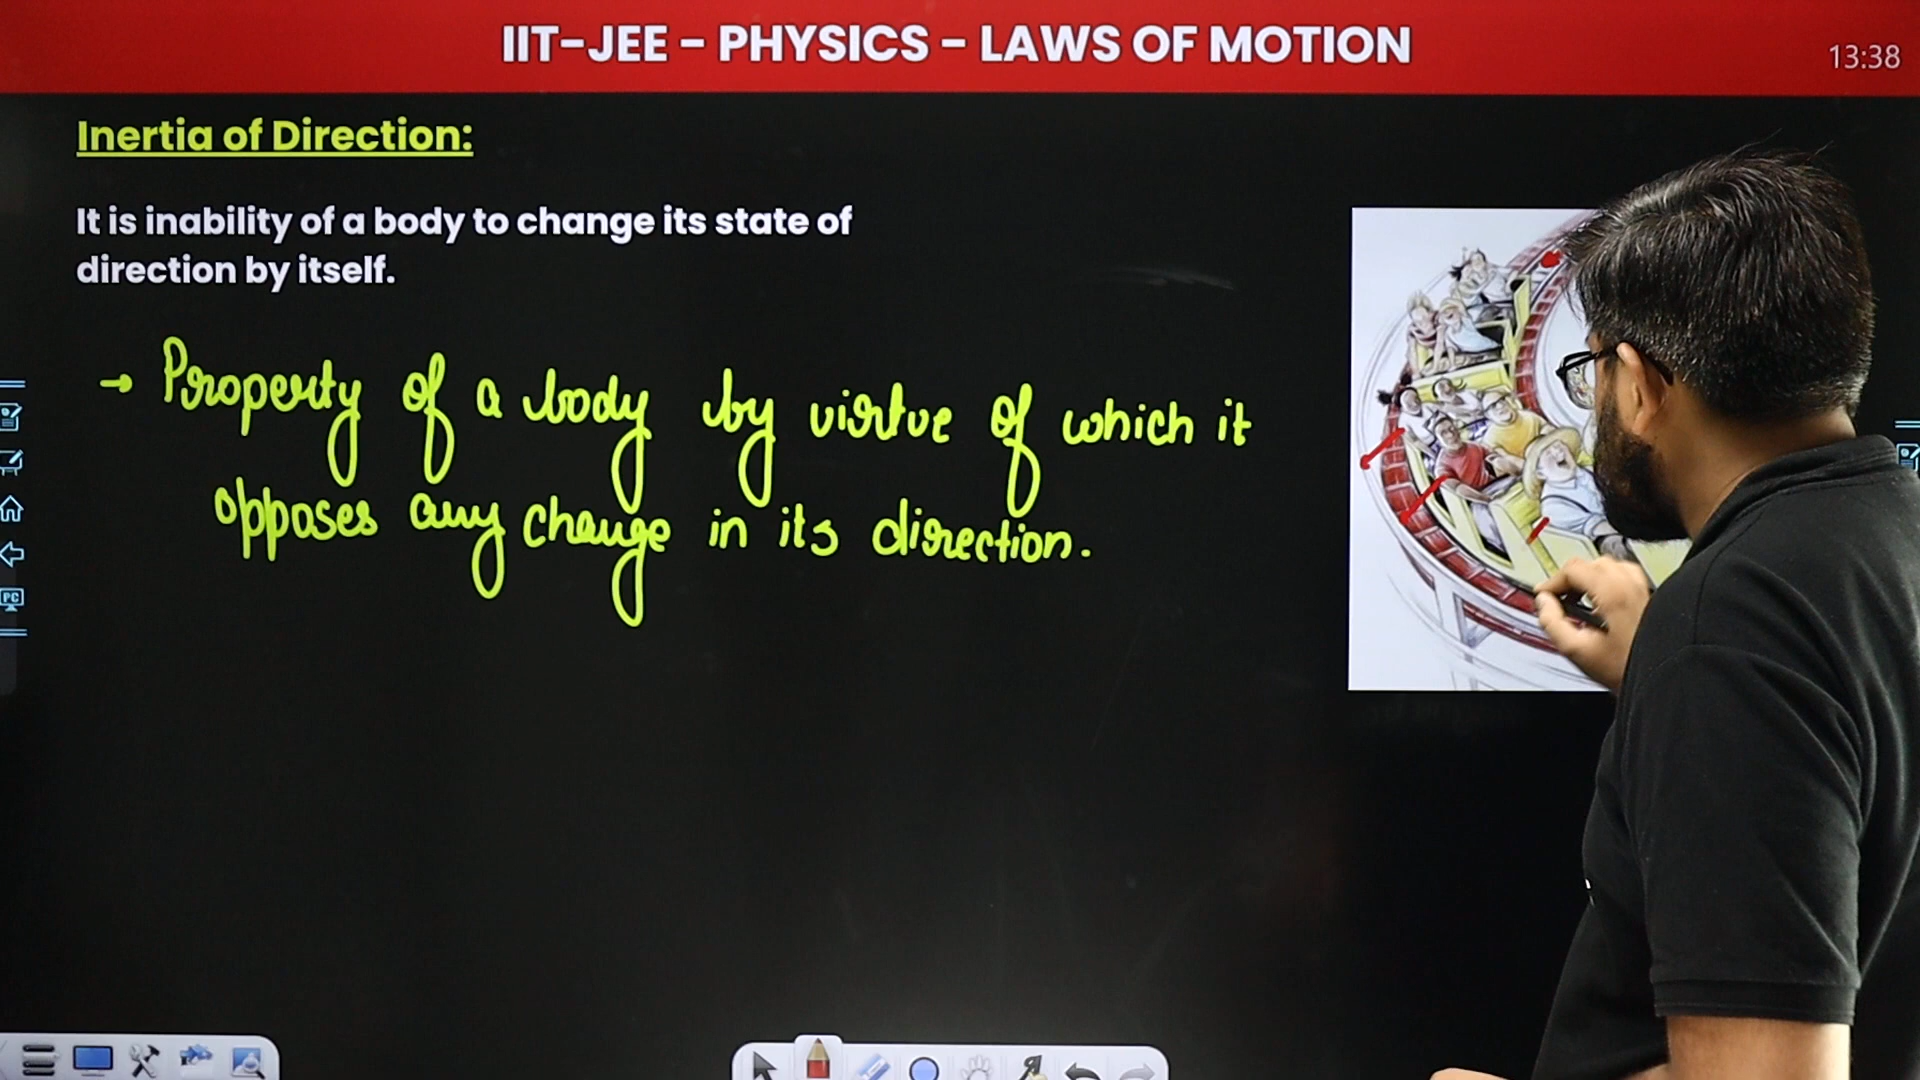 IIT-JEE - PHYSICS - LAWS OF MOTION
13:38
Inertia of Direction:
It is inability of a body to change its state of
direction by itself.
→ Property of a body by virtue of which it
opposes any change in its direction.
PC